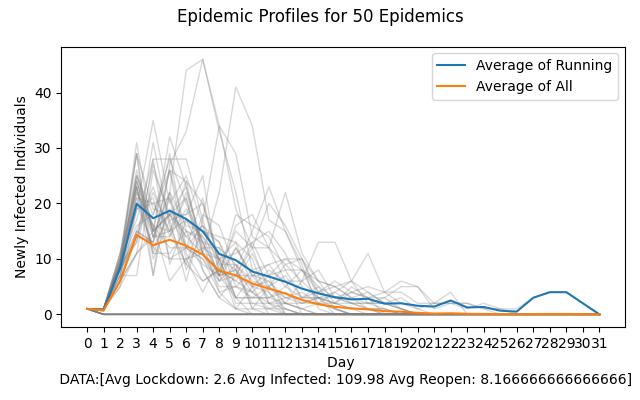 Epidemic Profiles for 50 Epidemics
Average of Running
Average of All
Newly Infected Individuals
40
30
20
10
0
0 1 2 3 4 5 6 7 8 9 10 11 12 13 14 15 16 17 18 19 20 21 22 23 24 25 26 27 28 29 30 31
Day
DATA:[Avg Lockdown: 2.6 Avg Infected: 109.98 Avg Reopen: 8.166666666666666]